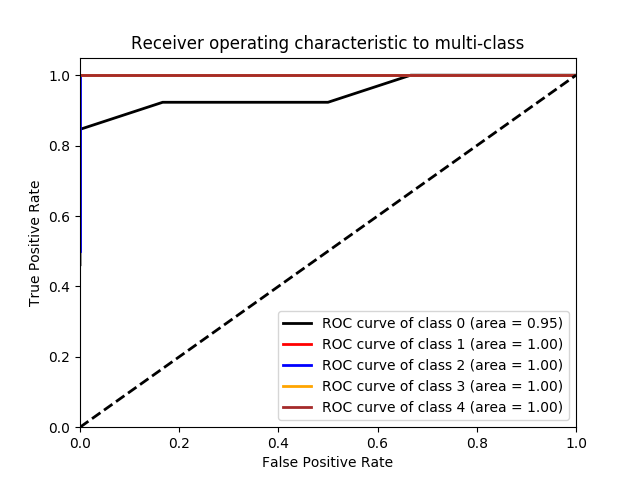 Receiver operating characteristic to multi-class
1.0
0.8
0.6
0.4
0.2
0.0
True Positive Rate
ROC curve of class 0 (area = 0.95)
ROC curve of class 1 (area = 1.00)
ROC curve of class 2 (area = 1.00)
ROC curve of class 3 (area = 1.00)
ROC curve of class 4 (area = 1.00)
0.0 0.2 0.4 0.6 0.8 1.0
False Positive Rate